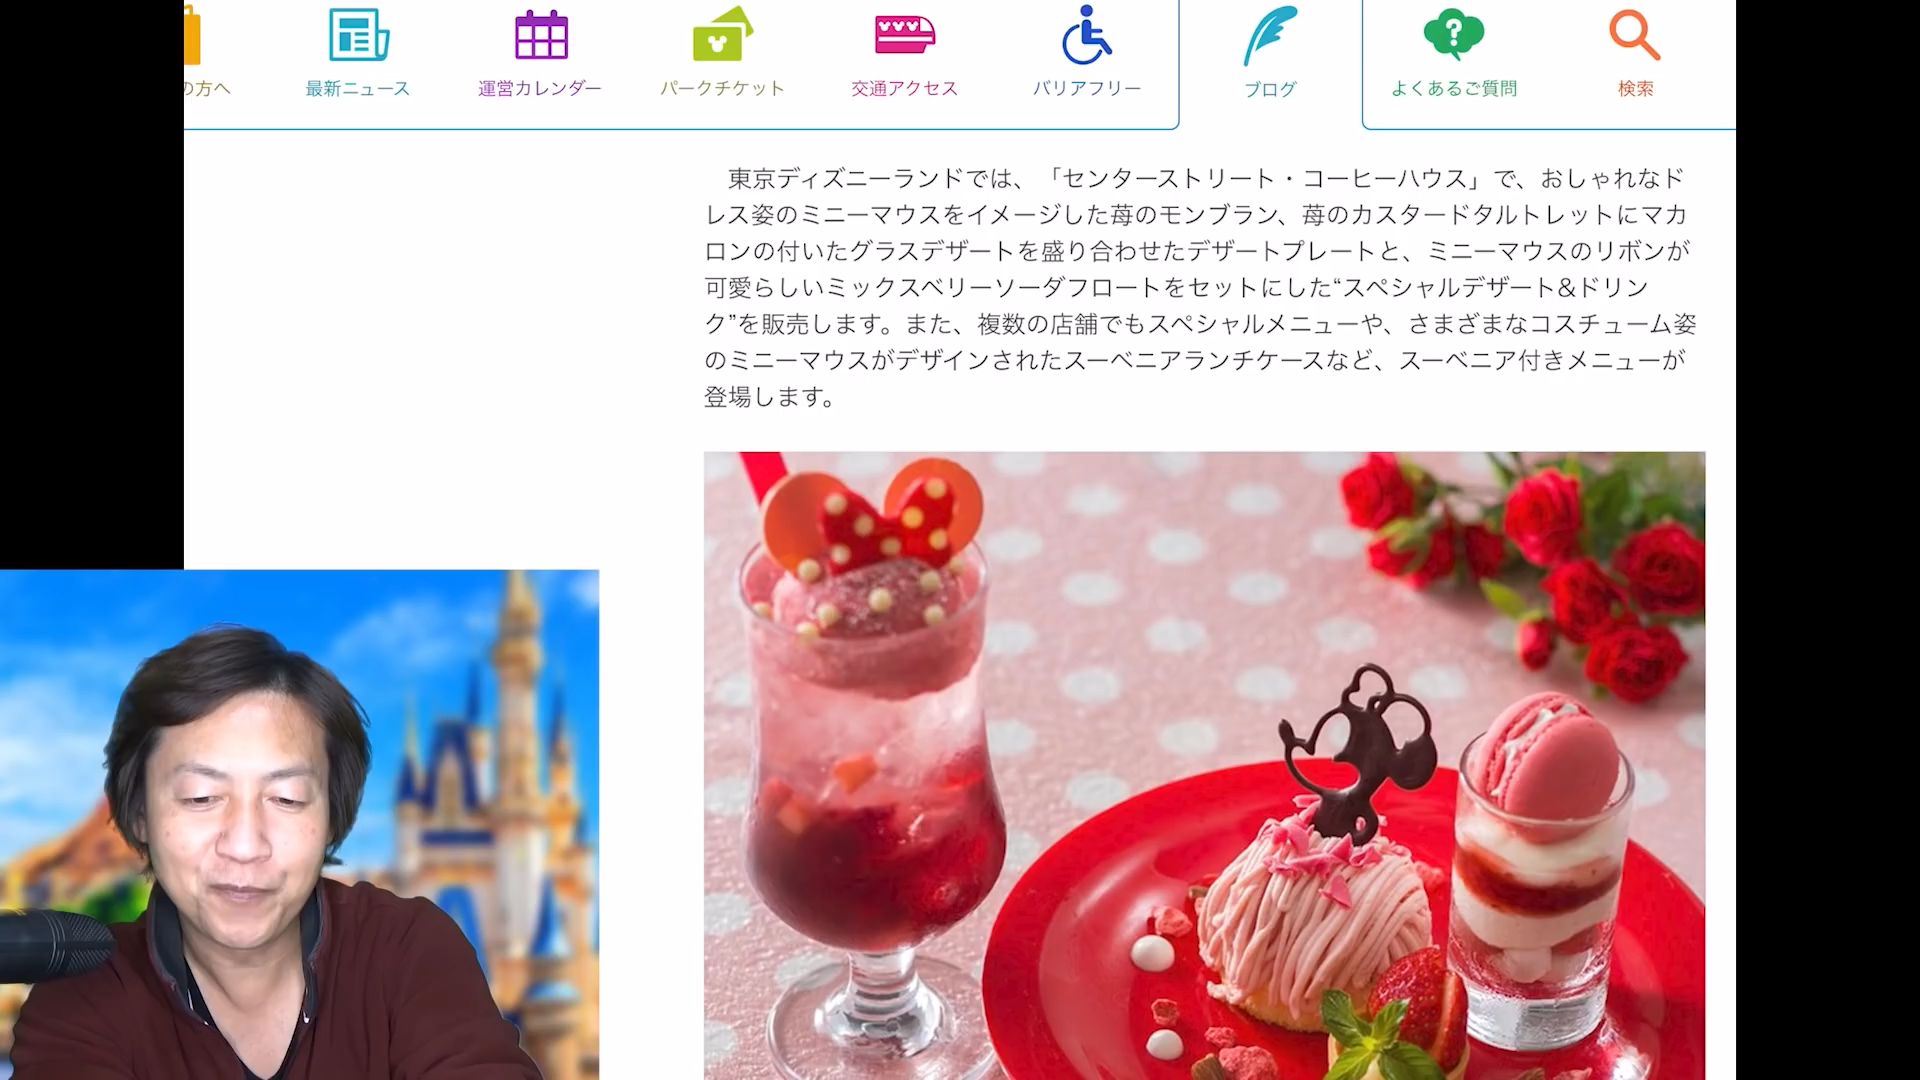 の方へ
最新ニュース
運営カレンダー
パークチケット
交通アクセス
バリアフリー
ブログ
よくあるご質問
検索
東京ディズニーランドでは、「センターストリート・コーヒーハウス」で、おしゃれなド
レス姿のミニーマウスをイメージした苺のモンブラン、苺のカスタードタルトレットにマカ
ロンの付いたグラスデザートを盛り合わせたデザートプレートと、ミニーマウスのリボンが
可愛らしいミックスベリーソーダフロートをセットにした“スペシャルデザート&ドリン
ク”を販売します。また、複数の店舗でもスペシャルメニューや、さまざまなコスチューム姿
のミニーマウスがデザインされたスーベニアランチケースなど、スーベニア付きメニューが
登場します。